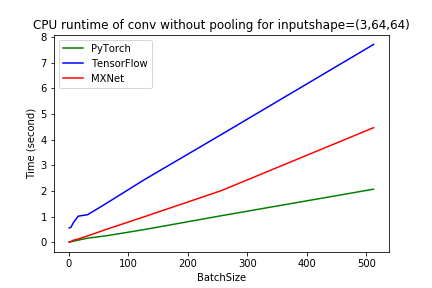 CPU runtime of conv without pooling for inputshape=(3,64,64)
8
7
6
5
4
3
2
1
0
Time (second)
PyTorch
TensorFlow
MXNet
0 100 200 300 400 500
BatchSize